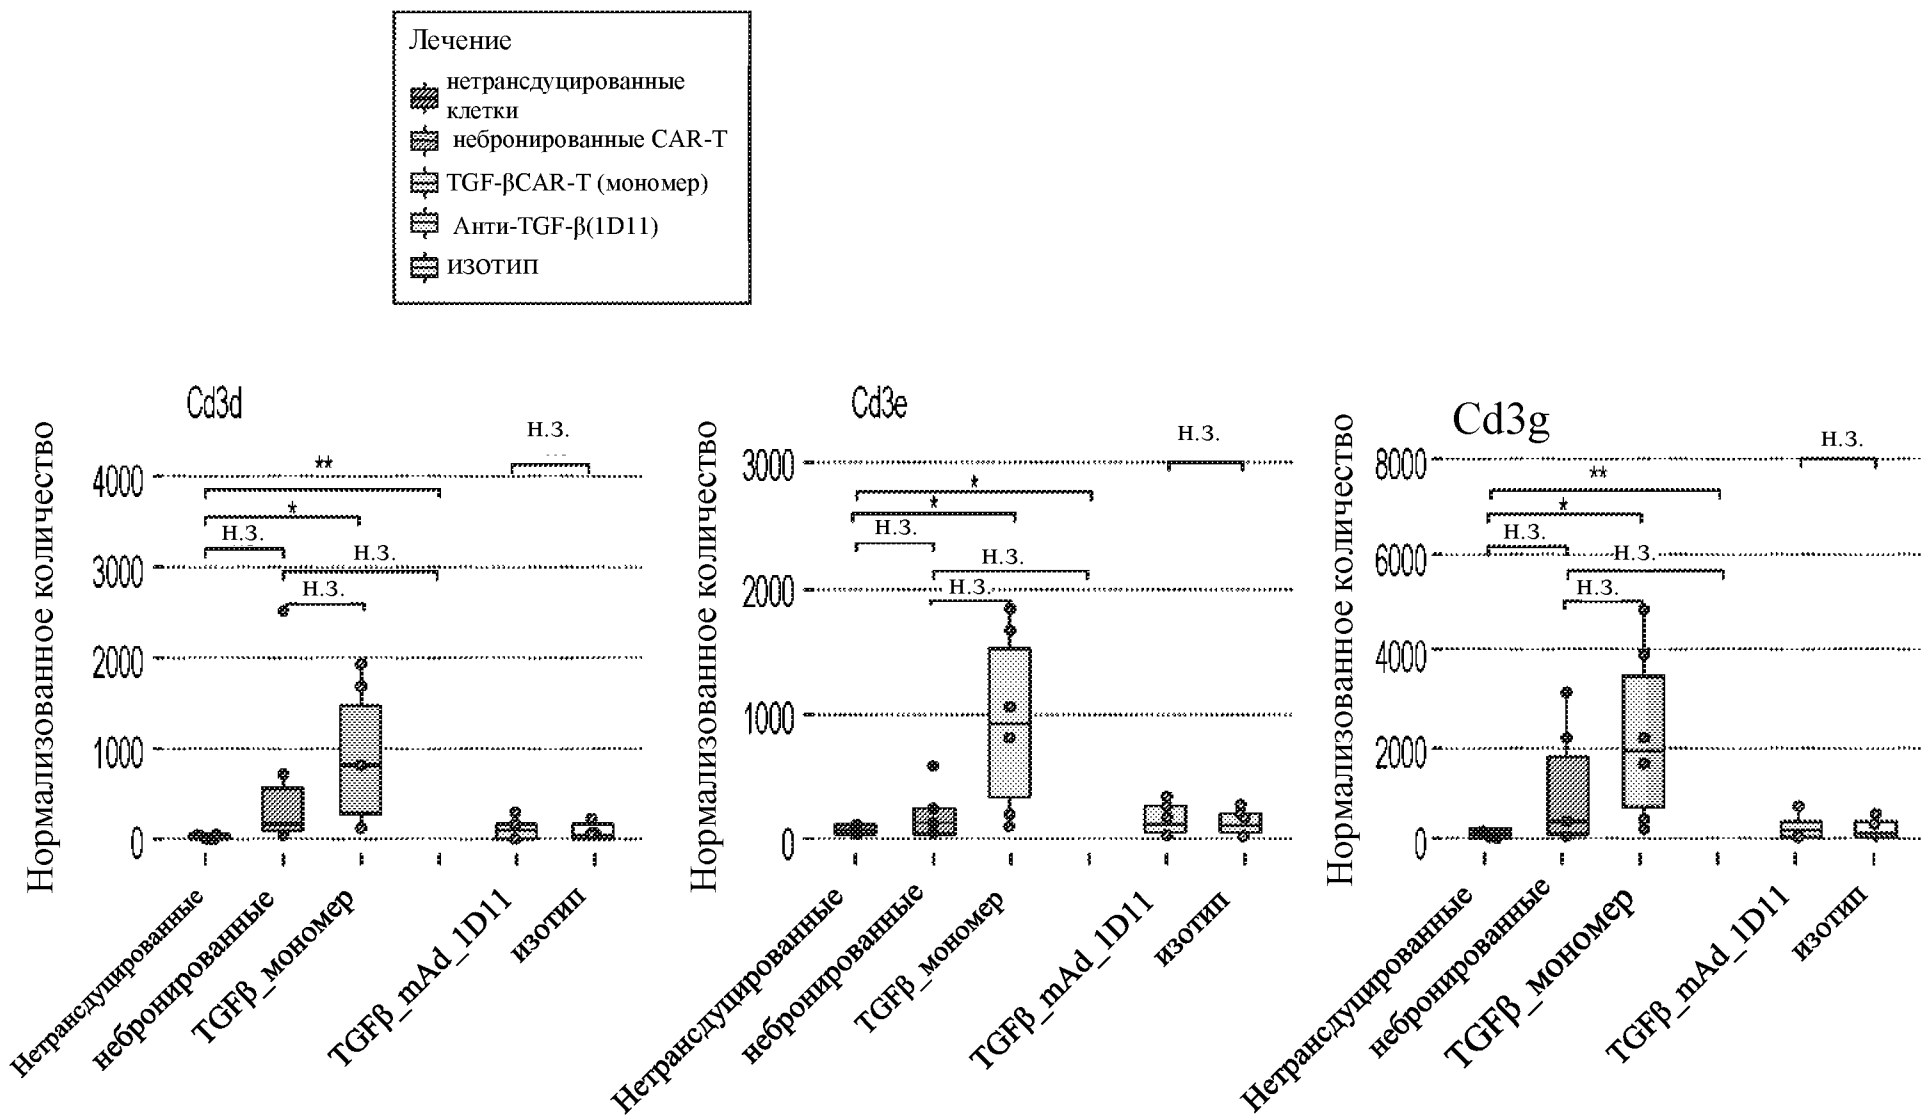 Лечение
нетрансдуцированные
клетки
небронированные CAR-T
TGF-βCAR-T (мономер)
Анти-TGF-β(1D11)
изотип
Cd3d
Нормализованное количество
4000
3000
2000
1000
0
н.з.
**
*
н.з.
н.з.
н.з.
Нетрансдуцированные
небронированные
TGFβ_мономер
TGFβ_mAd_1D11
изотип
Cd3e
Нормализованное количество
3000
2000
1000
0
н.з.
*
*
н.з.
н.з.
н.з.
Нетрансдуцированные
небронированные
TGFβ_мономер
TGFβ_mAd_1D11
изотип
Cd3g
Нормализованное количество
8000
6000
4000
2000
0
н.з.
**
*
н.з.
н.з.
н.з.
Нетрансдуцированные
небронированные
TGFβ_мономер
TGFβ_mAd_1D11
изотип